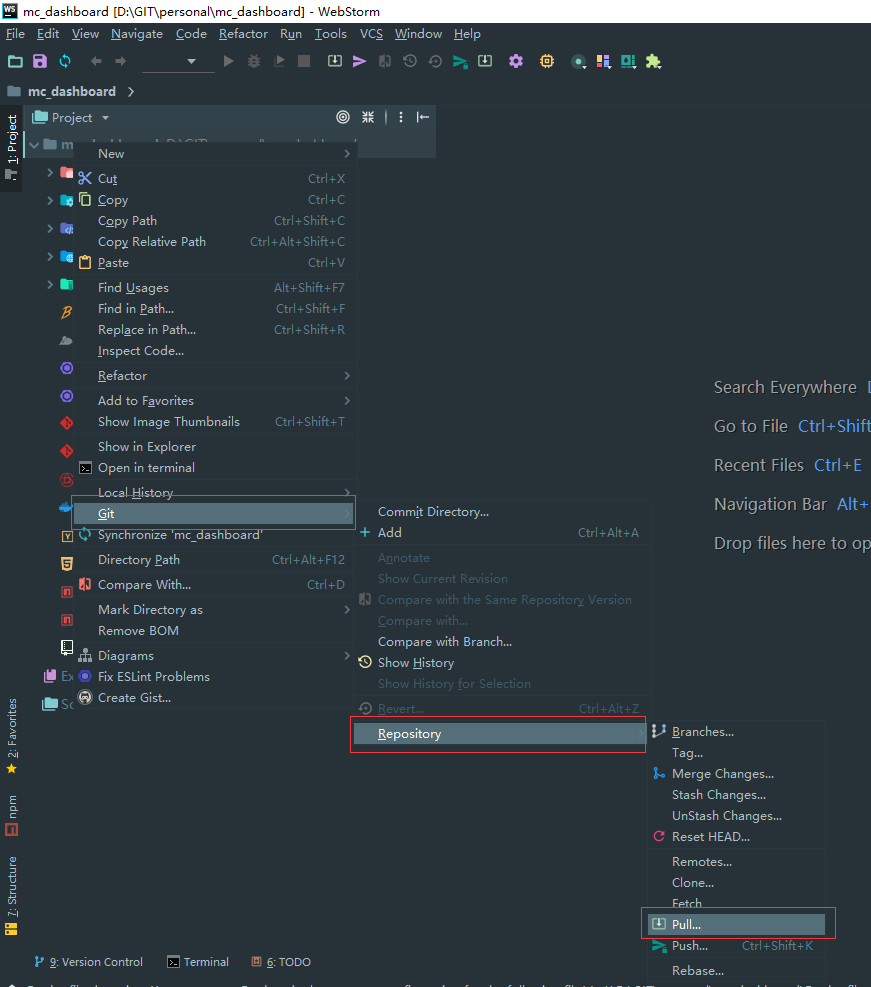 WS mc_dashboard [D:\GIT\personal\mc_dashboard] - WebStorm
File Edit View Navigate Code Refactor Run Tools VCS Window Help
mc_dashboard
1: Project
Project
New
Cut Ctrl+X
Copy Ctrl+C
Copy Path Ctrl+Shift+C
Copy Relative Path Ctrl+Alt+Shift+C
Paste Ctrl+V
Find Usages Alt+Shift+F7
Find in Path... Ctrl+Shift+F
Replace in Path... Ctrl+Shift+R
Inspect Code...
Refactor
Add to Favorites
Show Image Thumbnails Ctrl+Shift+T
Show in Explorer
Open in terminal
Local History
Git
Synchronize 'mc_dashboard'
Directory Path Ctrl+Alt+F12
Compare With... Ctrl+D
Mark Directory as
Remove BOM
Diagrams
Fix ESLint Problems
Create Gist...
Commit Directory...
Add Ctrl+Alt+A
Annotate
Show Current Revision
Compare with the Same Repository Version
Compare with...
Compare with Branch...
Show History
Show History for Selection
Revert... Ctrl+Alt+Z
Repository
Branches...
Tag...
Merge Changes...
Stash Changes...
UnStash Changes...
Reset HEAD...
Remotes...
Clone...
Fetch
Pull...
Push... Ctrl+Shift+K
Rebase...
Search Everywhere
Go to File Ctrl+Shift
Recent Files Ctrl+E
Navigation Bar Alt+
Drop files here to op
2: Favorites
npm
7: Structure
9: Version Control Terminal 6: TODO